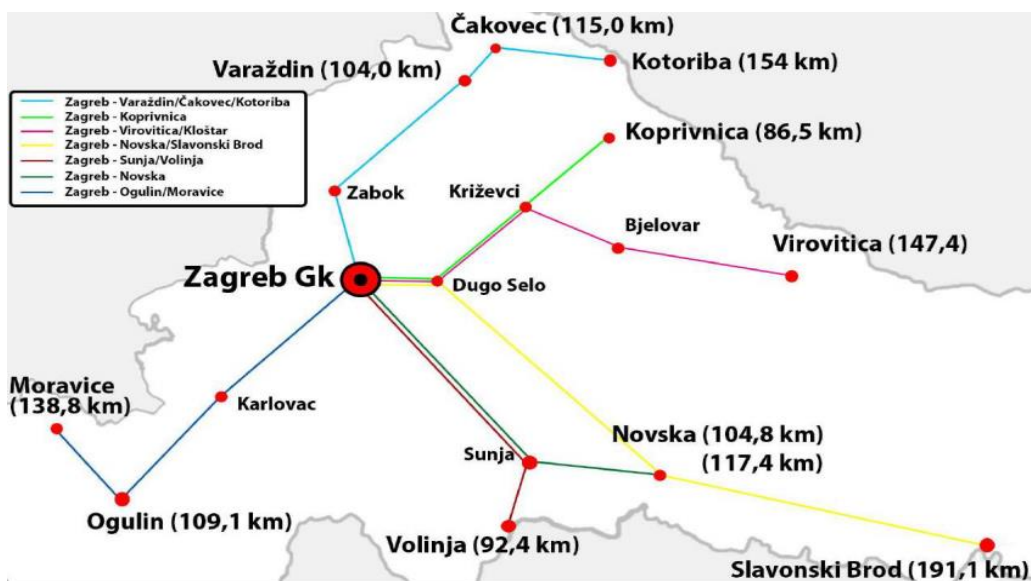 Čakovec (115,0 km)
Varaždin (104,0 km)
Kotoriba (154 km)
Zagreb - Varaždin/Čakovec/Kotoriba
Zagreb - Koprivnica
Zagreb - Virovitica/Kloštar
Zagreb - Novska/Slavonski Brod
Zagreb - Sunja/Volinja
Zagreb - Novska
Zagreb - Ogulin/Moravice
Koprivnica (86,5 km)
Zabok
Križevci
Bjelovar
Virovitica (147,4)
Zagreb Gk
Dugo Selo
Moravice
(138,8 km)
Karlovac
Novska (104,8 km)
(117,4 km)
Sunja
Ogulin (109,1 km)
Volinja (92,4 km)
Slavonski Brod (191,1 km)